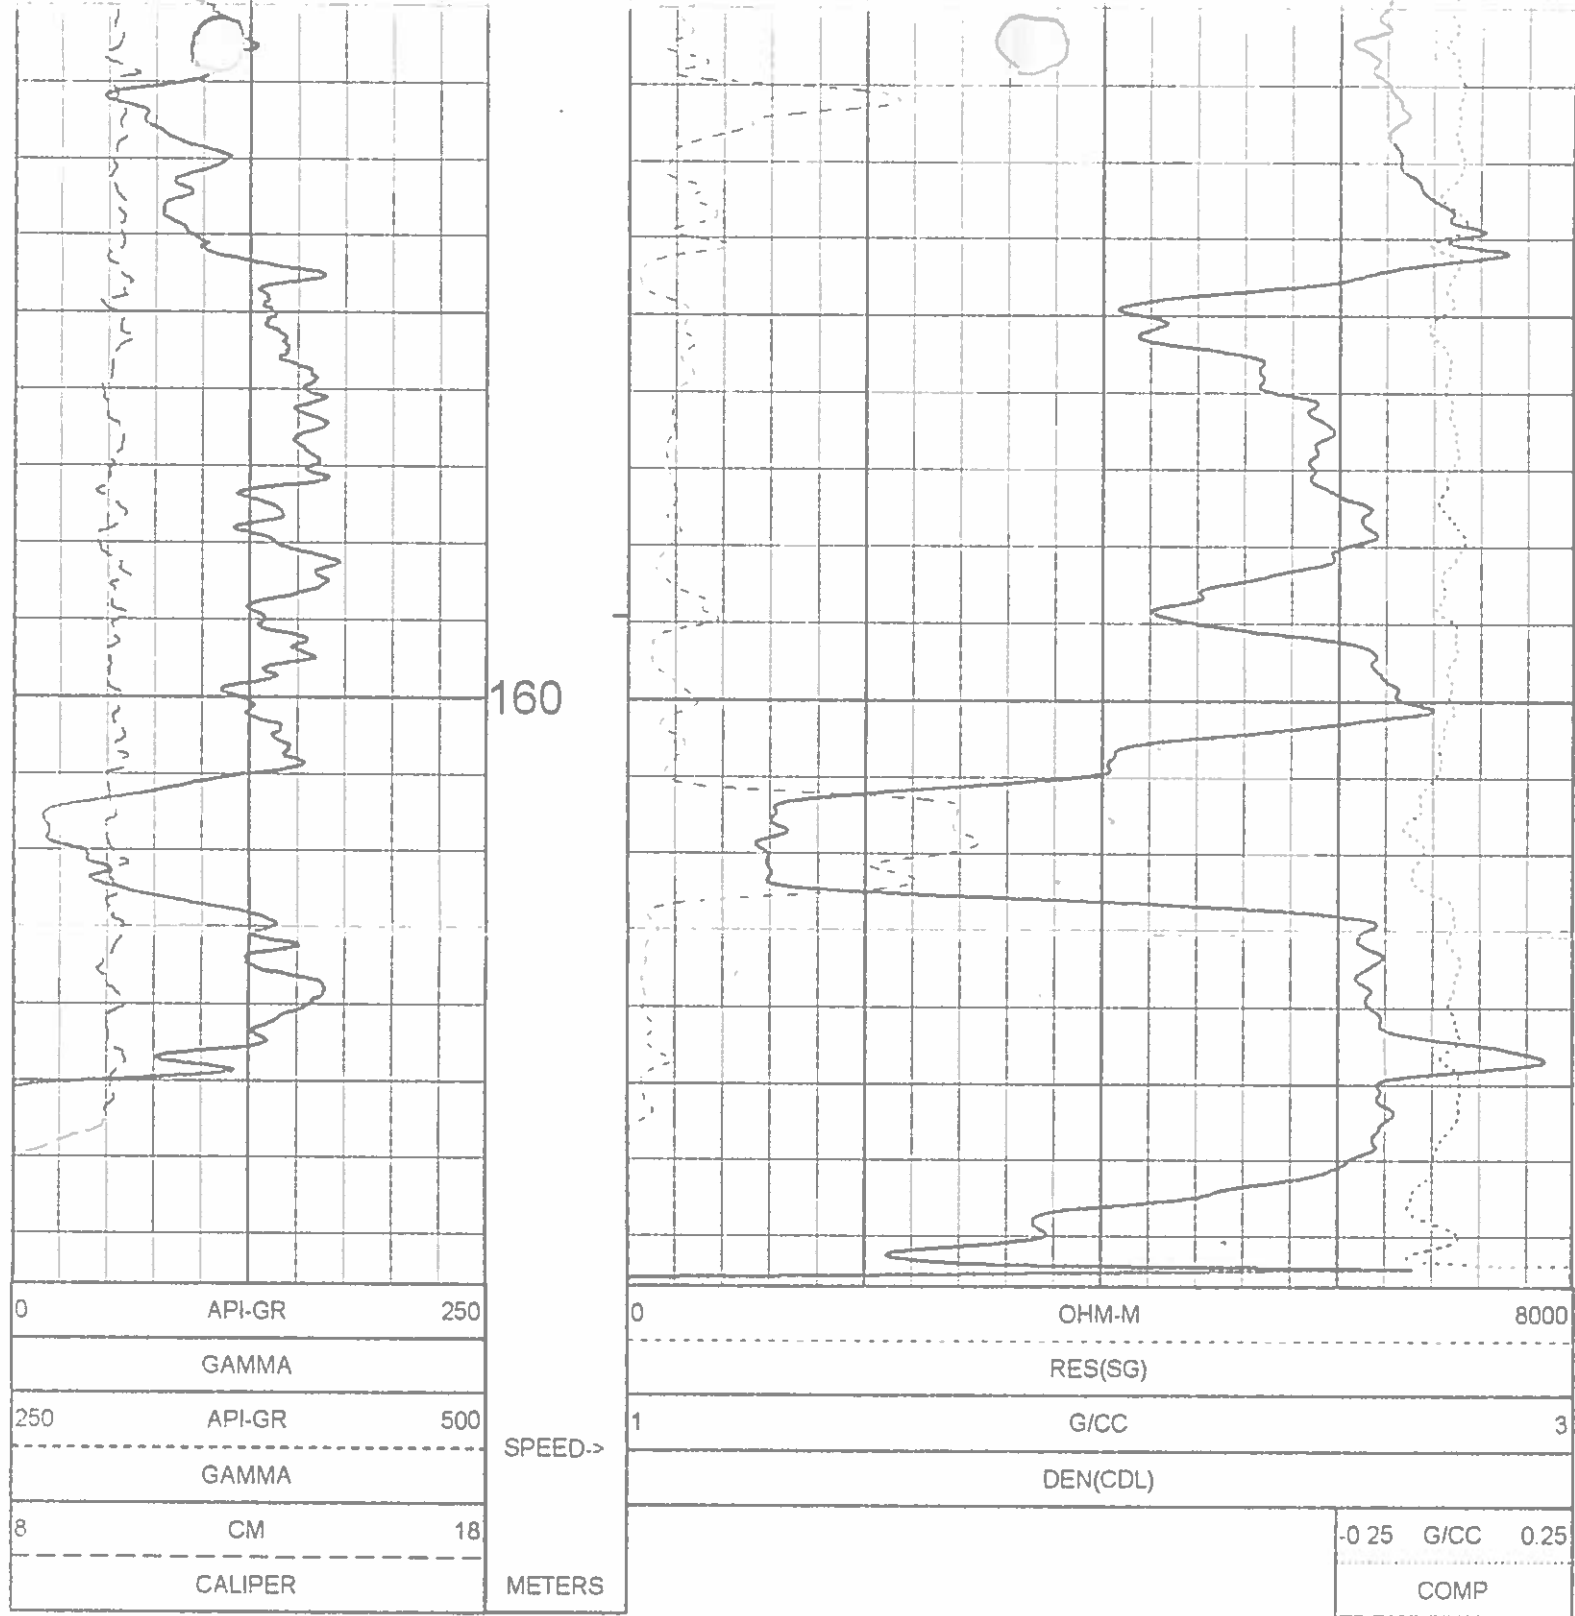 160
0 API-GR 250
GAMMA
250 API-GR 500
GAMMA
8 CM 18
CALIPER
SPEED->
METERS
0 OHM-M 8000
RES(SG)
1 G/CC 3
DEN(CDL)
-0 25 G/CC 0.25
COMP